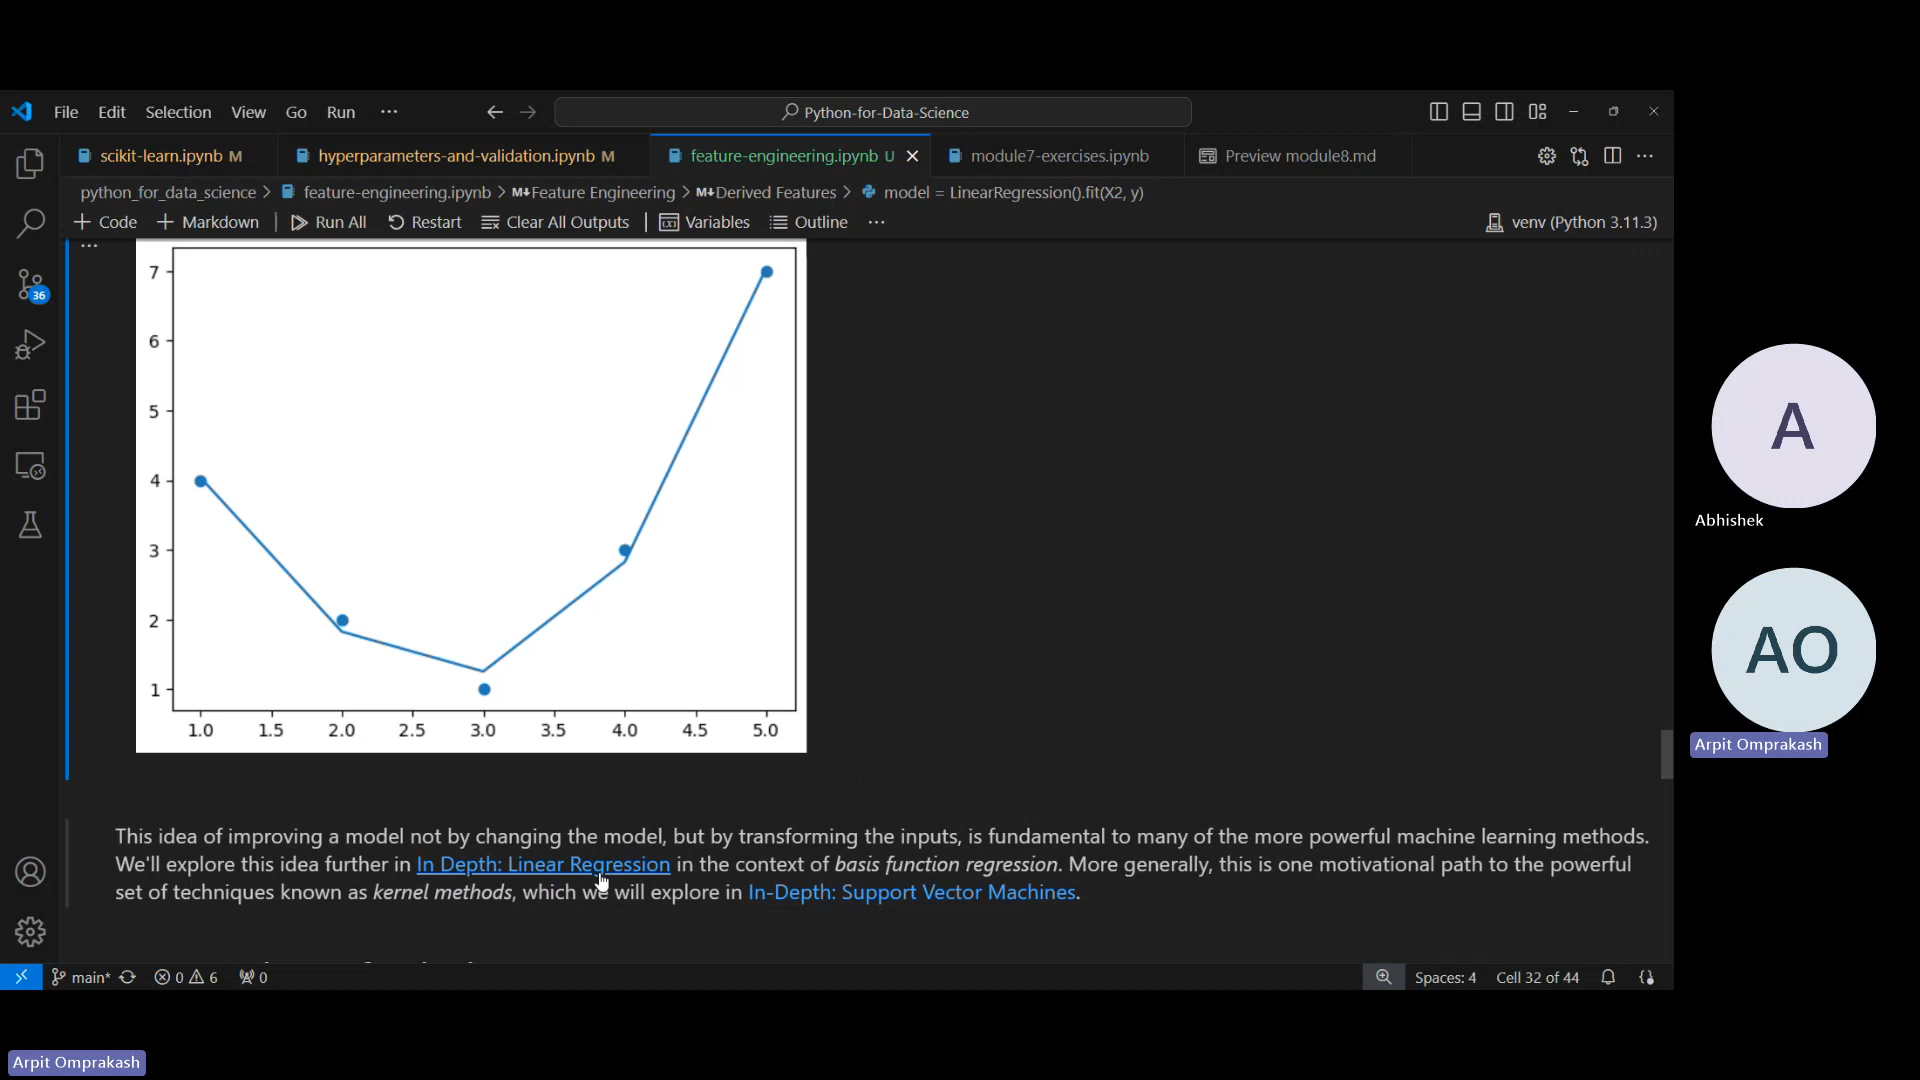 File Edit Selection View Go Run ···
Python-for-Data-Science
scikit-learn.ipynb M
hyperparameters-and-validation.ipynb M
feature-engineering.ipynb U
module7-exercises.ipynb
Preview module8.md
python_for_data_science > feature-engineering.ipynb > M↓Feature Engineering > M↓Derived Features > model = LinearRegression().fit(X2, y)
+ Code + Markdown | Run All Restart Clear All Outputs | Variables Outline ···
venv (Python 3.11.3)
7
6
5
4
3
2
1
1.0 1.5 2.0 2.5 3.0 3.5 4.0 4.5 5.0
This idea of improving a model not by changing the model, but by transforming the inputs, is fundamental to many of the more powerful machine learning methods.
We'll explore this idea further in In Depth: Linear Regression in the context of basis function regression. More generally, this is one motivational path to the powerful
set of techniques known as kernel methods, which we will explore in In-Depth: Support Vector Machines.
36
main* 0 6 0
Spaces: 4 Cell 32 of 44
A
Abhishek
AO
Arpit Omprakash
Arpit Omprakash